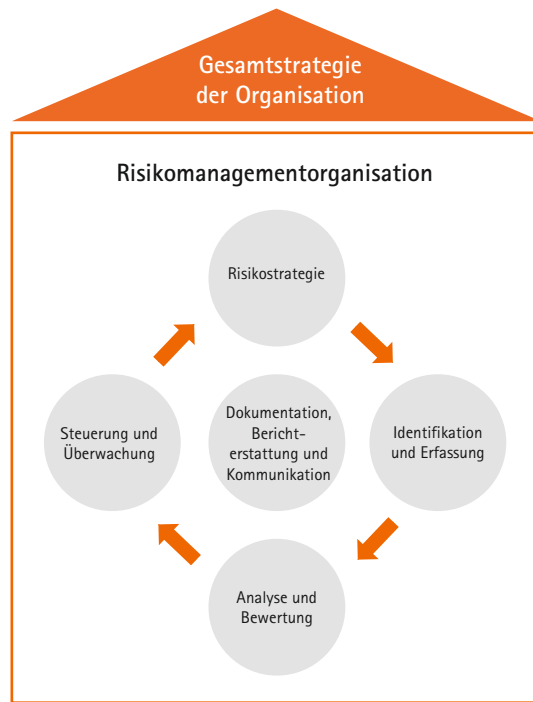 Gesamtstrategie
der Organisation
Risikomanagementorganisation
Risikostrategie
Steuerung und
Überwachung
Dokumentation,
Bericht-
erstattung und
Kommunikation
Identifikation
und Erfassung
Analyse und
Bewertung